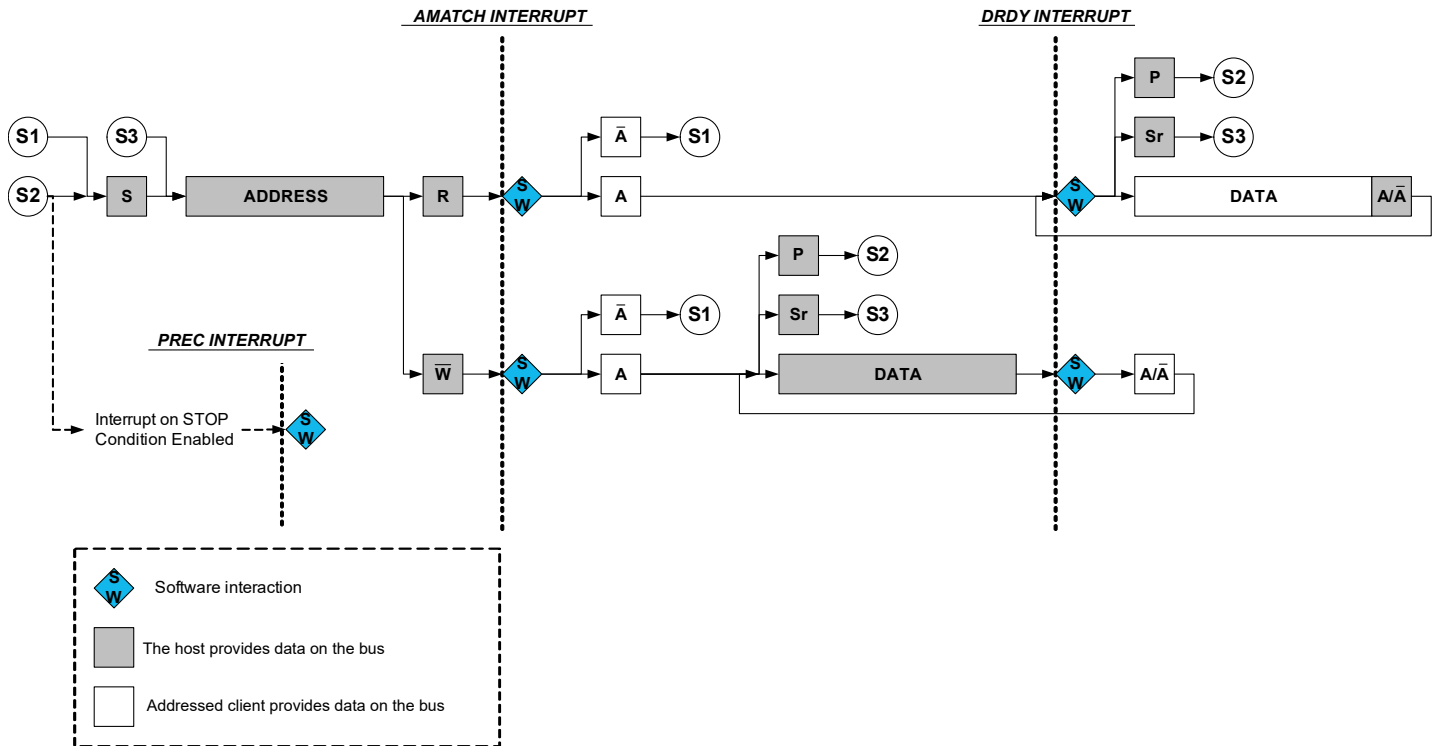 AMATCH INTERRUPT
DRDY INTERRUPT
P
S2
S1
S3
A̅
S1
Sr
S3
S2
S
ADDRESS
R
S
W
A
S
W
DATA
A/A̅
P
S2
A̅
S1
Sr
S3
PREC INTERRUPT
W̅
S
W
A
DATA
S
W
A/A̅
Interrupt on STOP
Condition Enabled
S
W
S
W
Software interaction
The host provides data on the bus
Addressed client provides data on the bus